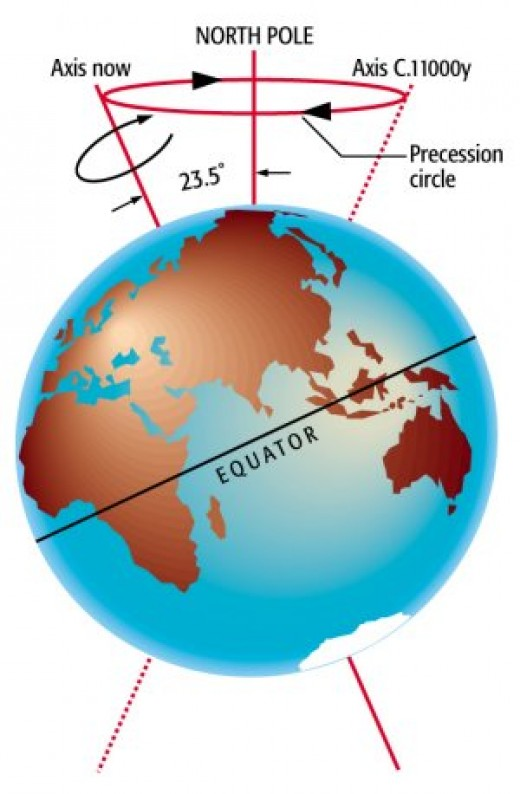 NORTH POLE
Axis now
Axis C.11000y
Precession
circle
23.5°
EQUATOR